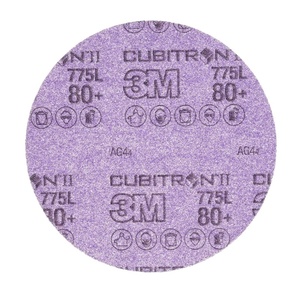 CUBITRON II
775L
3M 80+
AG4
AG4
CUBITRON II
775L
3M 80+